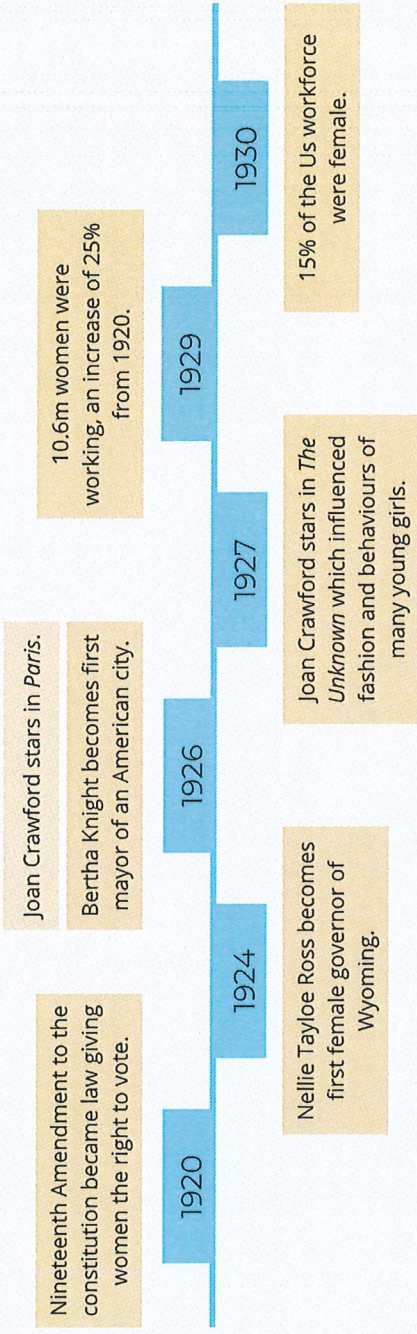 Nineteenth Amendment to the
constitution became law giving
women the right to vote.
1920
1924
Nellie Tayloe Ross becomes
first female governor of
Wyoming.
Joan Crawford stars in Paris.
Bertha Knight becomes first
mayor of an American city.
1926
1927
Joan Crawford stars in The
Unknown which influenced
fashion and behaviours of
many young girls.
10.6m women were
working, an increase of 25%
from 1920.
1929
1930
15% of the Us workforce
were female.